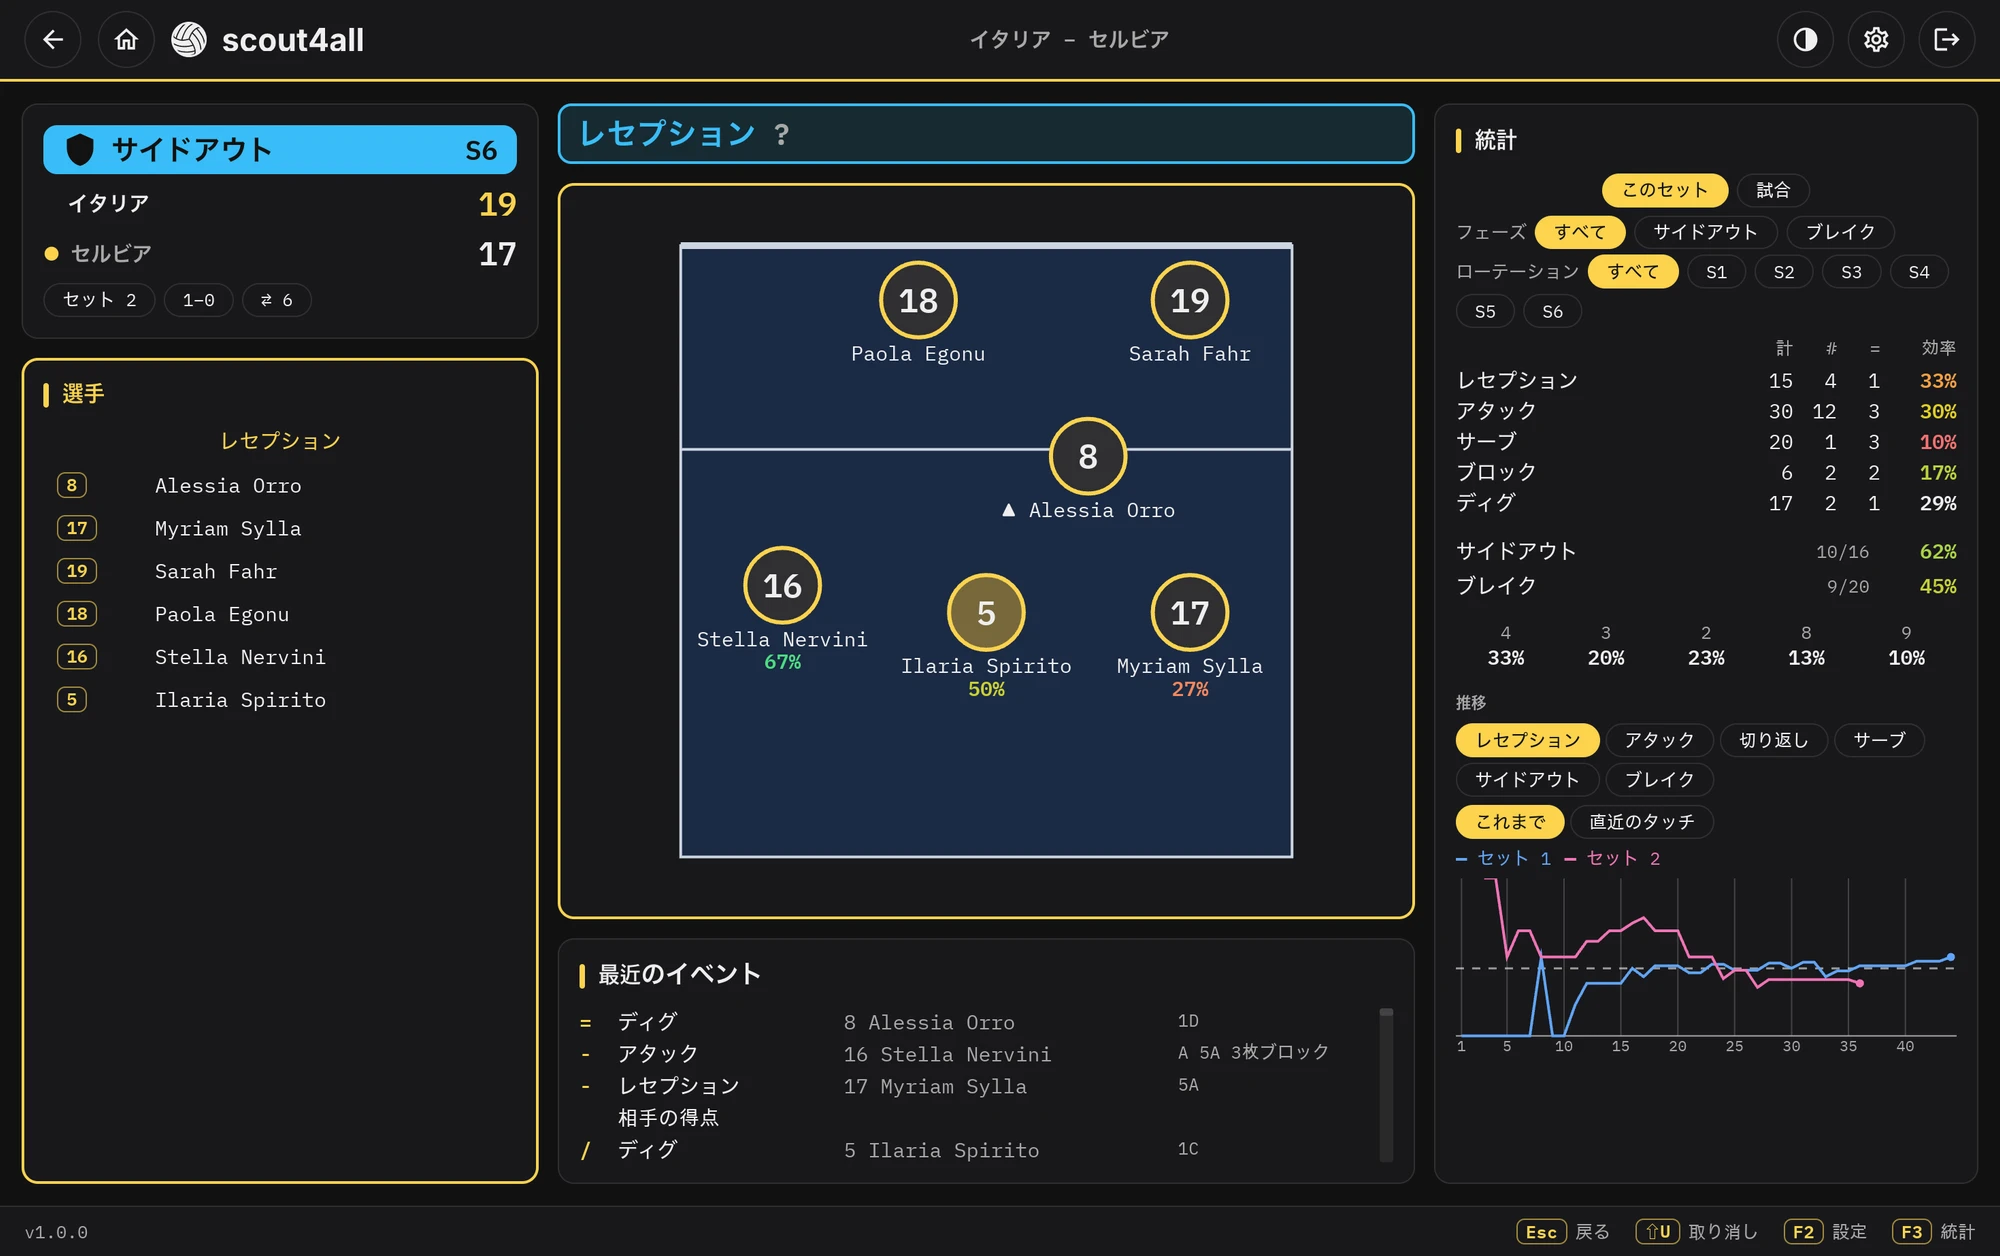 scout4all
イタリア – セルビア
サイドアウト S6
イタリア 19
セルビア 17
セット 2 1–0 ⇄ 6
選手
レセプション
8 Alessia Orro
17 Myriam Sylla
19 Sarah Fahr
18 Paola Egonu
16 Stella Nervini
5 Ilaria Spirito
レセプション ?
18 19
Paola Egonu Sarah Fahr
8
▲ Alessia Orro
16 5 17
Stella Nervini
67%
Ilaria Spirito Myriam Sylla
50% 27%
最近のイベント
= ディグ 8 Alessia Orro 1D
- アタック 16 Stella Nervini A 5A 3枚ブロック
- レセプション 17 Myriam Sylla 5A
相手の得点
/ ディグ 5 Ilaria Spirito 1C
統計
このセット 試合
フェーズ すべて サイドアウト ブレイク
ローテーション すべて S1 S2 S3 S4
S5 S6
計 # = 効率
レセプション 15 4 1 33%
アタック 30 12 3 30%
サーブ 20 1 3 10%
ブロック 6 2 2 17%
ディグ 17 2 1 29%
サイドアウト 10/16 62%
ブレイク 9/20 45%
4 3 2 8 9
33% 20% 23% 13% 10%
推移
レセプション アタック 切り返し サーブ
サイドアウト ブレイク
これまで 直近のタッチ
セット 1 セット 2
1 5 10 15 20 25 30 35 40
v1.0.0
Esc 戻る ⇧U 取り消し F2 設定 F3 統計